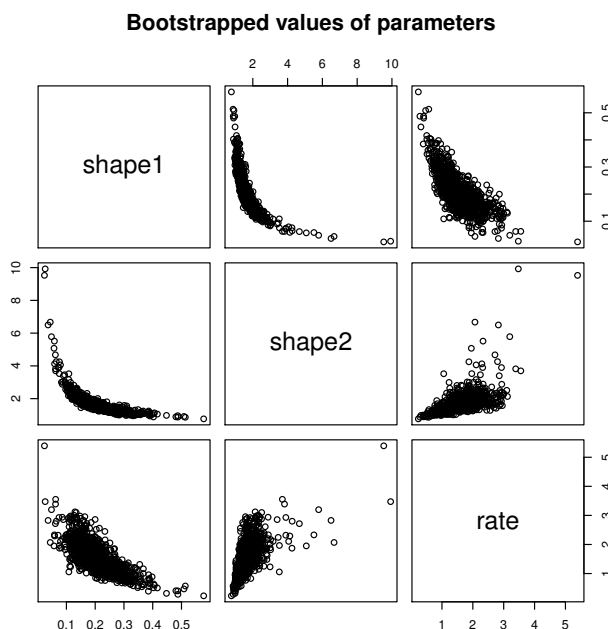 Bootstrapped values of parameters
2 4 6 8 10
shape1
0.1 0.3 0.5
2 4 6 8 10
shape2
rate
1 2 3 4 5
0.1 0.2 0.3 0.4 0.5
1 2 3 4 5